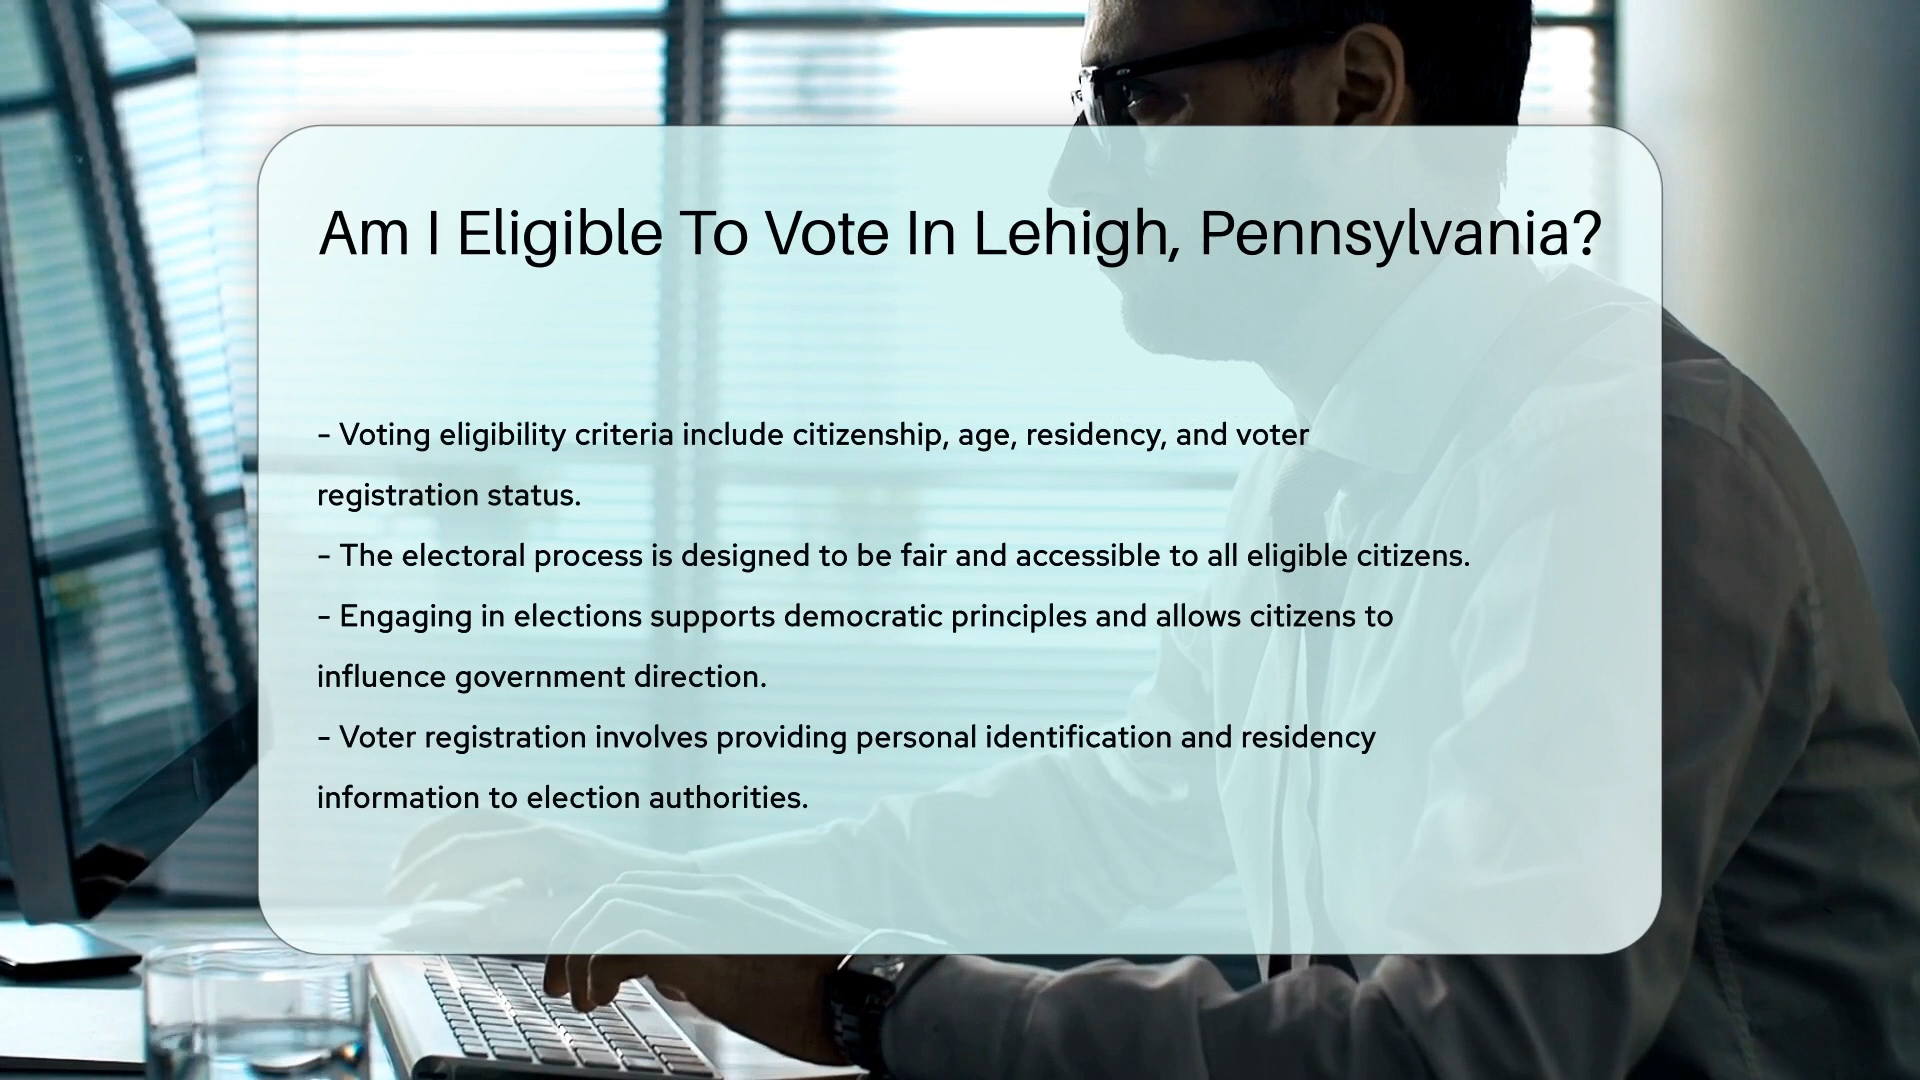 Am I Eligible To Vote In Lehigh, Pennsylvania?
- Voting eligibility criteria include citizenship, age, residency, and voter
registration status.
- The electoral process is designed to be fair and accessible to all eligible citizens.
- Engaging in elections supports democratic principles and allows citizens to
influence government direction.
- Voter registration involves providing personal identification and residency
information to election authorities.